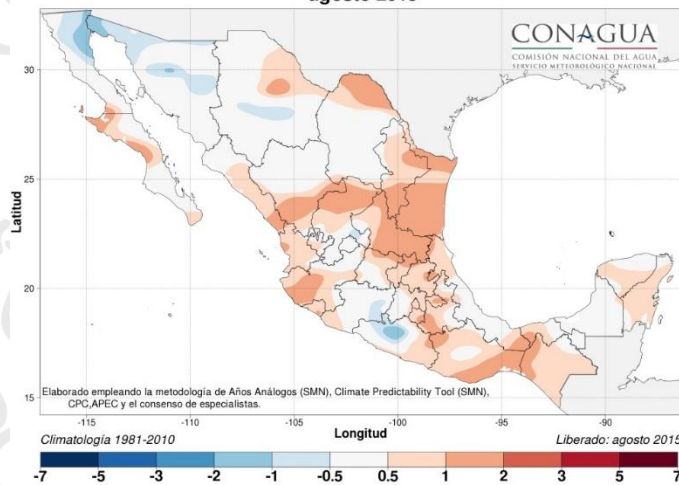 agosto 2015
CONAGUA
COMISIÓN NACIONAL DEL AGUA
SERVICIO METEOROLÓGICO NACIONAL
30
25
20
15
Latitud
-115
-110
-105
-100
-95
-90
Longitud
Elaborado empleando la metodología de Años Análogos (SMN), Climate Predictability Tool (SMN),
CPC,APEC y el consenso de especialistas.
Climatología 1981-2010
Liberado: agosto 2015
-7 -5 -3 -2 -1 -0.5 0.5 1 2 3 5 7